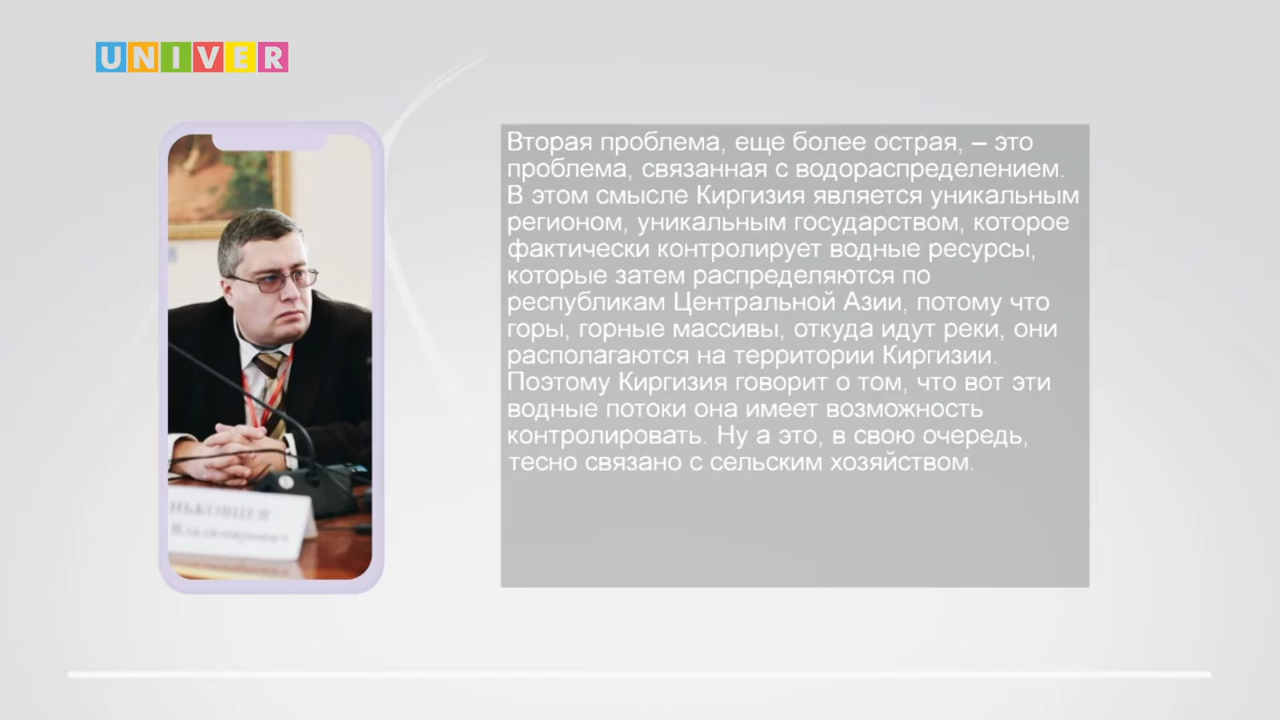 UNIVER
Вторая проблема, еще более острая, – это
проблема, связанная с водораспределением.
В этом смысле Киргизия является уникальным
регионом, уникальным государством, которое
фактически контролирует водные ресурсы,
которые затем распределяются по
республикам Центральной Азии, потому что
горы, горные массивы, откуда идут реки, они
располагаются на территории Киргизии.
Поэтому Киргизия говорит о том, что вот эти
водные потоки она имеет возможность
контролировать. Ну а это, в свою очередь,
тесно связано с сельским хозяйством.